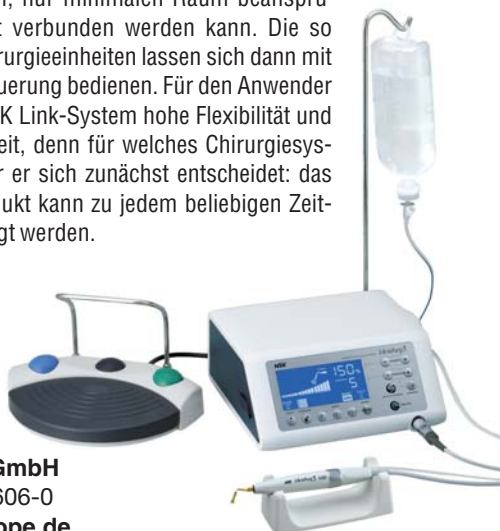 nur minimalen Raum beanspru-
verbunden werden kann. Die so
rurgieeinheiten lassen sich dann mit
uerung bedienen. Für den Anwender
K Link-System hohe Flexibilität und
eit, denn für welches Chirurgiesys-
r er sich zunächst entscheidet: das
ukt kann zu jedem beliebigen Zeit-
gt werden.
NSK
150%
5
GmbH
606-0
ope.de